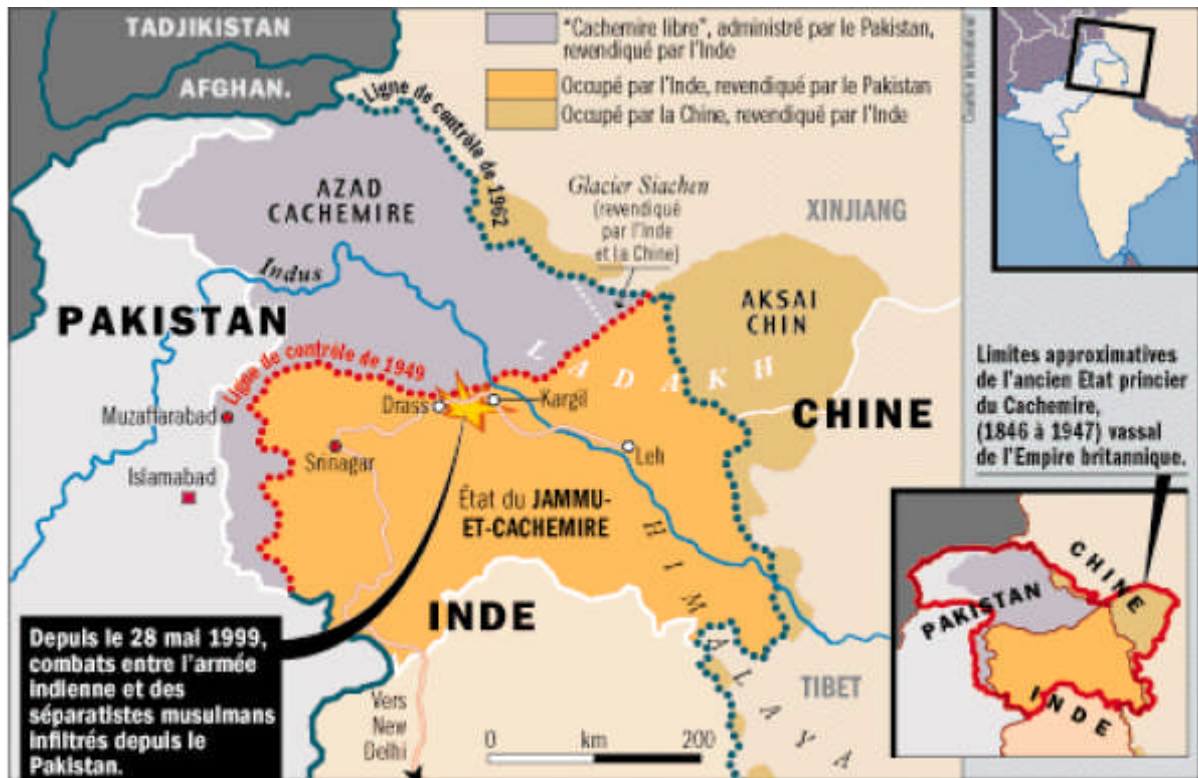 TADJIKISTAN
AFGHAN.
"Cachemire libre", administré par le Pakistan,
revendiqué par l'Inde
Occupé par l'Inde, revendiqué par le Pakistan
Occupé par la Chine, revendiqué par l'Inde
Ligne de contrôle de 1962
AZAD
CACHEMIRE
Glacier Siachen
(revendiqué
par l'Inde
et la Chine)
XINJIANG
Indus
PAKISTAN
AKSAI
CHIN
LADAKH
Ligne de contrôle de 1949
Muzaffarabad
Drass
Kargil
CHINE
Srinagar
Leh
Islamabad
État du JAMMU-
ET-CACHEMIRE
HIMALAYA
INDE
TIBET
Vers
New
Delhi
0 km 200
Depuis le 28 mai 1999,
combats entre l'armée
indienne et des
séparatistes musulmans
infiltrés depuis le
Pakistan.
Courrier international
Limites approximatives
de l'ancien Etat princier
du Cachemire,
(1846 à 1947) vassal
de l'Empire britannique.
CHINE
PAKISTAN
INDE